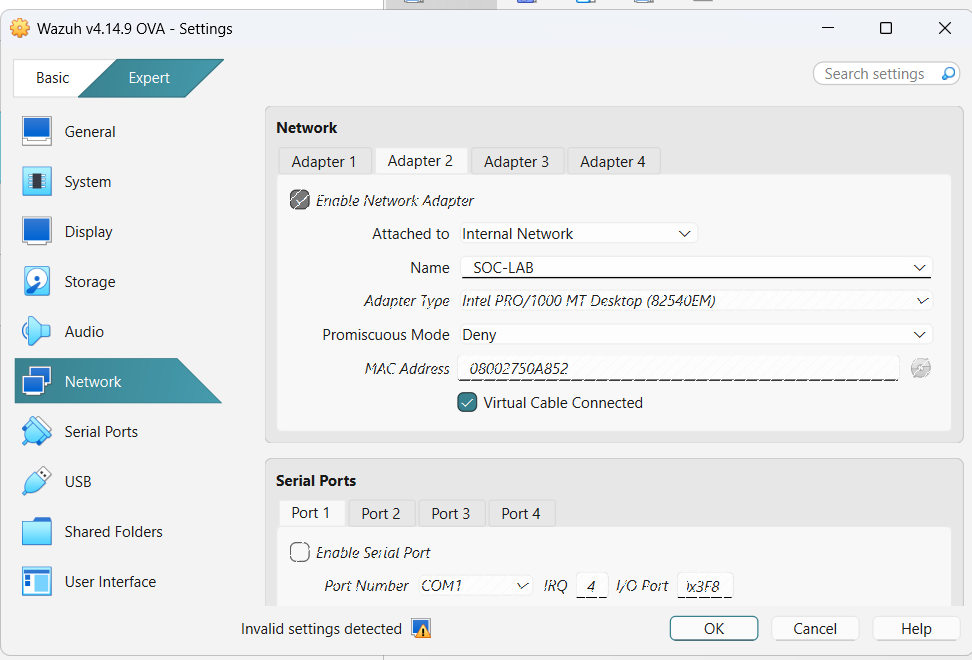 Wazuh v4.14.9 OVA - Settings
Basic
Expert
Search settings
General
System
Display
Storage
Audio
Network
Serial Ports
USB
Shared Folders
User Interface
Network
Adapter 1
Adapter 2
Adapter 3
Adapter 4
Enable Network Adapter
Attached to Internal Network
Name SOC-LAB
Adapter Type Intel PRO/1000 MT Desktop (82540EM)
Promiscuous Mode Deny
MAC Address 08002750A852
Virtual Cable Connected
Serial Ports
Port 1
Port 2
Port 3
Port 4
Enable Serial Port
Port Number COM1 IRQ 4 I/O Port 0x3F8
Invalid settings detected
OK
Cancel
Help